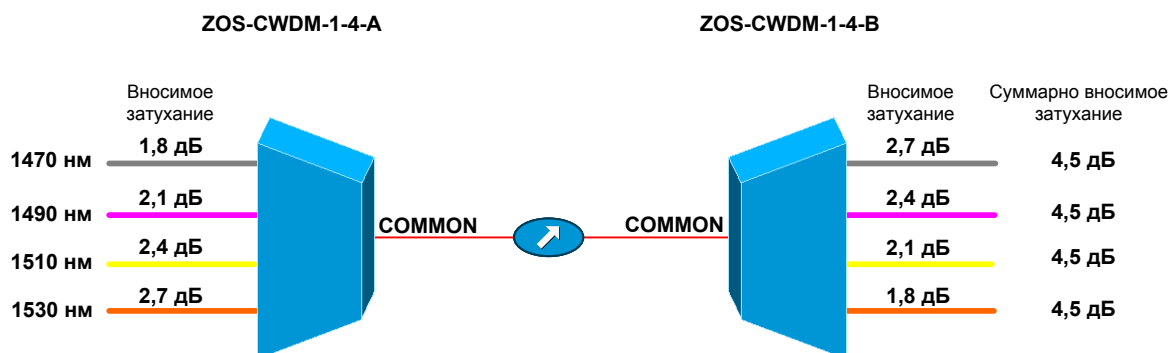 ZOS-CWDM-1-4-A
ZOS-CWDM-1-4-B
Вносимое
затухание
Вносимое
затухание
Суммарно вносимое
затухание
1470 нм
1,8 дБ
2,7 дБ
4,5 дБ
1490 нм
2,1 дБ
2,4 дБ
4,5 дБ
COMMON
COMMON
1510 нм
2,4 дБ
2,1 дБ
4,5 дБ
1530 нм
2,7 дБ
1,8 дБ
4,5 дБ